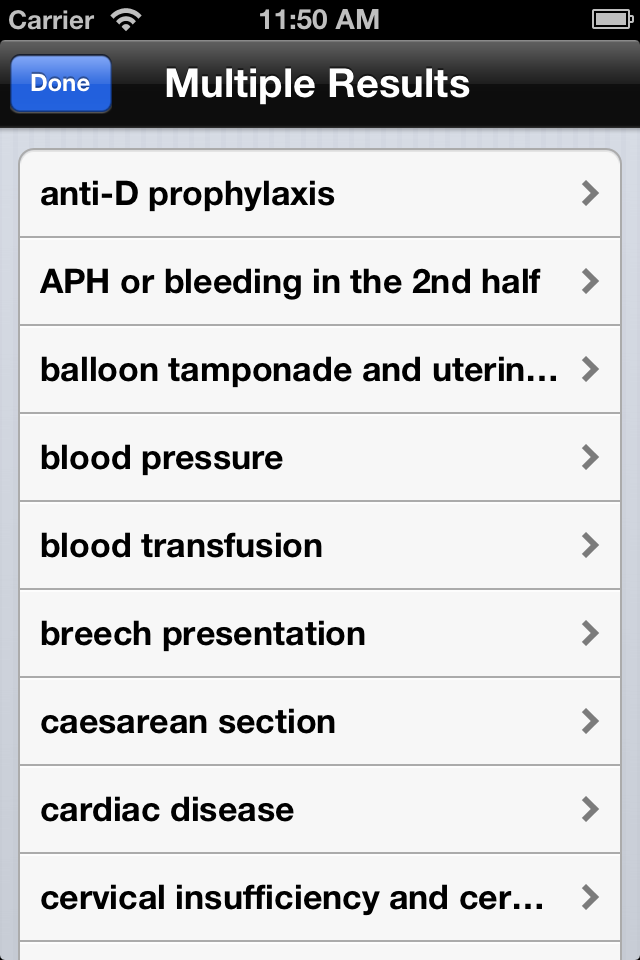 Carrier 11:50 AM
Done Multiple Results
anti-D prophylaxis
APH or bleeding in the 2nd half
balloon tamponade and uterin...
blood pressure
blood transfusion
breech presentation
caesarean section
cardiac disease
cervical insufficiency and cer...